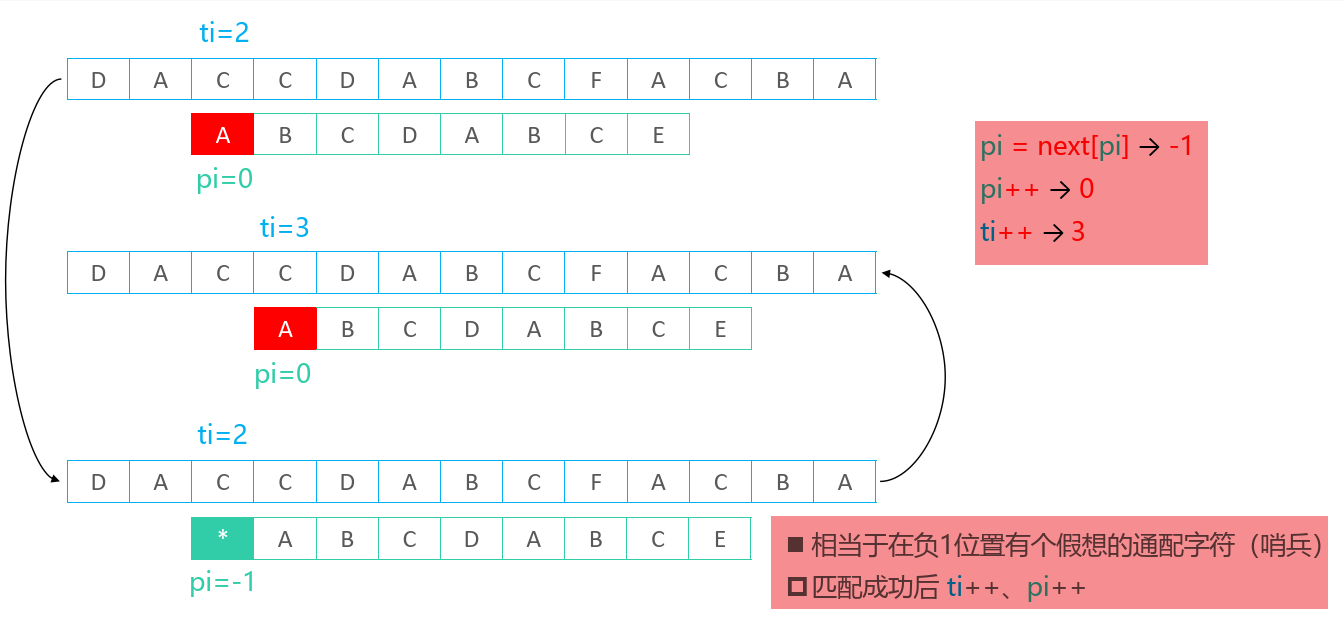 ti=2
D A C C D A B C F A C B A
A B C D A B C E
pi=0
pi = next[pi] → -1
pi++ → 0
ti++ → 3
ti=3
D A C C D A B C F A C B A
A B C D A B C E
pi=0
ti=2
D A C C D A B C F A C B A
* A B C D A B C E
pi=-1
■ 相当于在负1位置有个假想的通配字符（哨兵）
◻ 匹配成功后 ti++、pi++